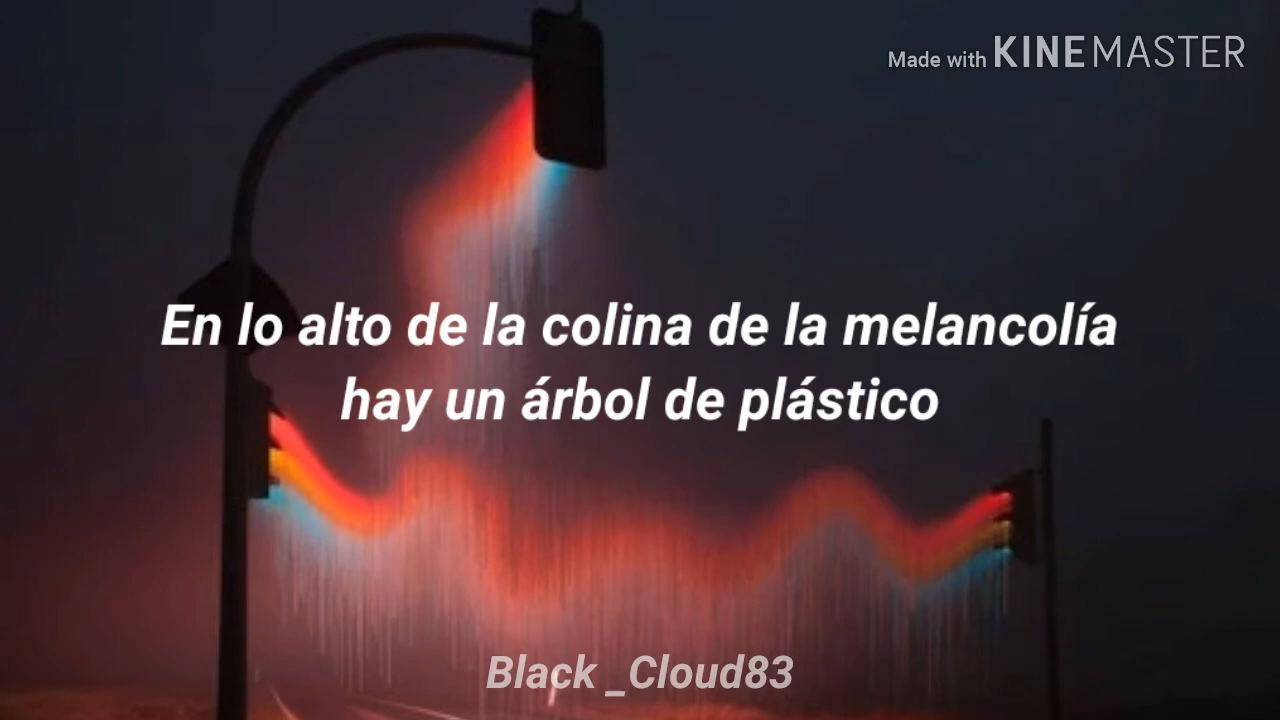 Made with KINEMASTER
En lo alto de la colina de la melancolía
hay un árbol de plástico
Black _Cloud83